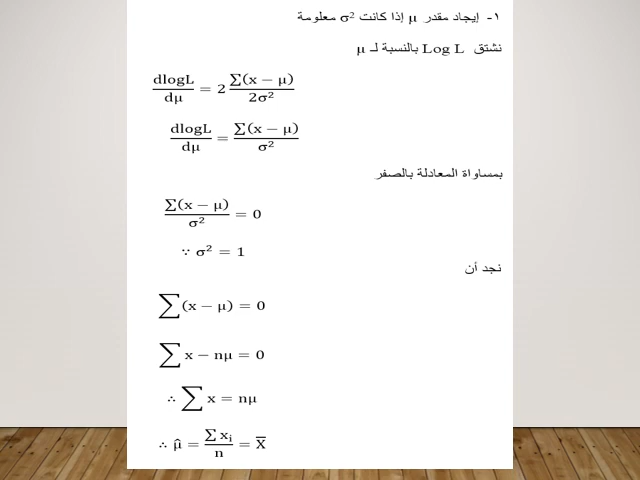 ١- إيجاد مقدر µ إذا كانت σ² معلومة
نشتق Log L بالنسبة لـ µ
dlogL/dµ = 2 ∑(x − µ)/2σ²
dlogL/dµ = ∑(x − µ)/σ²
بمساواة المعادلة بالصفر
∑(x − µ)/σ² = 0
∵ σ² = 1
نجد أن
∑(x − µ) = 0
∑x − nµ = 0
∴ ∑x = nµ
∴ µ̂ = ∑xᵢ/n = X̅